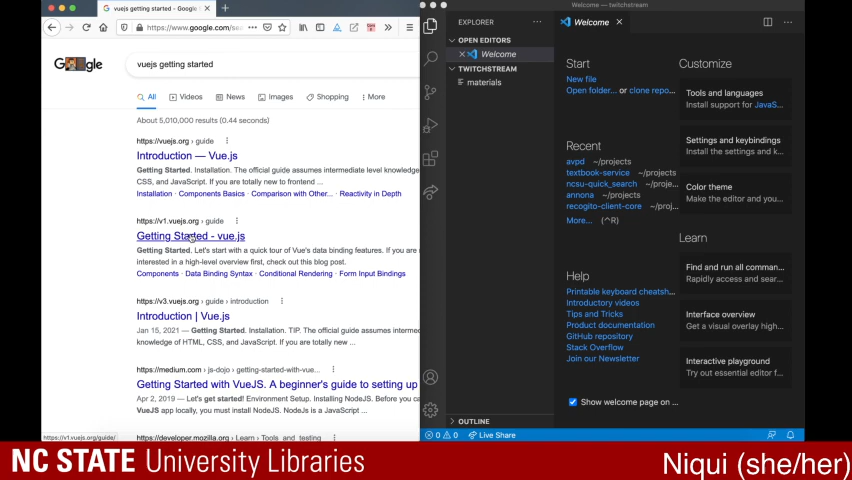 vuejs getting started - Google S
https://www.google.com/sea
Google
vuejs getting started
All
Videos
News
Images
Shopping
More
About 5,010,000 results (0.44 seconds)
https://vuejs.org › guide
Introduction — Vue.js
Getting Started. Installation. The official guide assumes intermediate level knowledge
CSS, and JavaScript. If you are totally new to frontend ...
Installation · Components Basics · Comparison with Other... · Reactivity in Depth
https://v1.vuejs.org › guide
Getting Started - vue.js
Getting Started. Let's start with a quick tour of Vue's data binding features. If you are
interested in a high-level overview first, check out this blog post.
Components · Data Binding Syntax · Conditional Rendering · Form Input Bindings
https://v3.vuejs.org › guide › introduction
Introduction | Vue.js
Jan 15, 2021 — Getting Started. Installation. TIP. The official guide assumes intermed
knowledge of HTML, CSS, and JavaScript. If you are totally new ...
https://medium.com › js-dojo › getting-started-with-vue...
Getting Started with VueJS. A beginner's guide to setting up
Apr 2, 2019 — Let's get started! Environment Setup. Installing NodeJS. Before you ca
VueJS app locally, you must install NodeJS. NodeJs is a JavaScript ...
https://developer.mozilla.org › Learn › Tools_and_testing
https://v1.vuejs.org/guide/
Welcome — twitchstream
EXPLORER
OPEN EDITORS
Welcome
TWITCHSTREAM
materials
OUTLINE
Welcome
Start
New file
Open folder... or clone repo...
Recent
avpd ~/projects
textbook-service ~/projects
ncsu-quick_search ~/proje...
annona ~/projects
recogito-client-core ~/proj...
More... (^R)
Help
Printable keyboard cheatsh...
Introductory videos
Tips and Tricks
Product documentation
GitHub repository
Stack Overflow
Join our Newsletter
Show welcome page on ...
Customize
Tools and languages
Install support for JavaS...
Settings and keybindings
Install the settings and k...
Color theme
Make the editor and you...
Learn
Find and run all comman...
Rapidly access and sear...
Interface overview
Get a visual overlay high...
Interactive playground
Try out essential editor f...
0 0 Live Share
NC STATE University Libraries
Niqui (she/her)